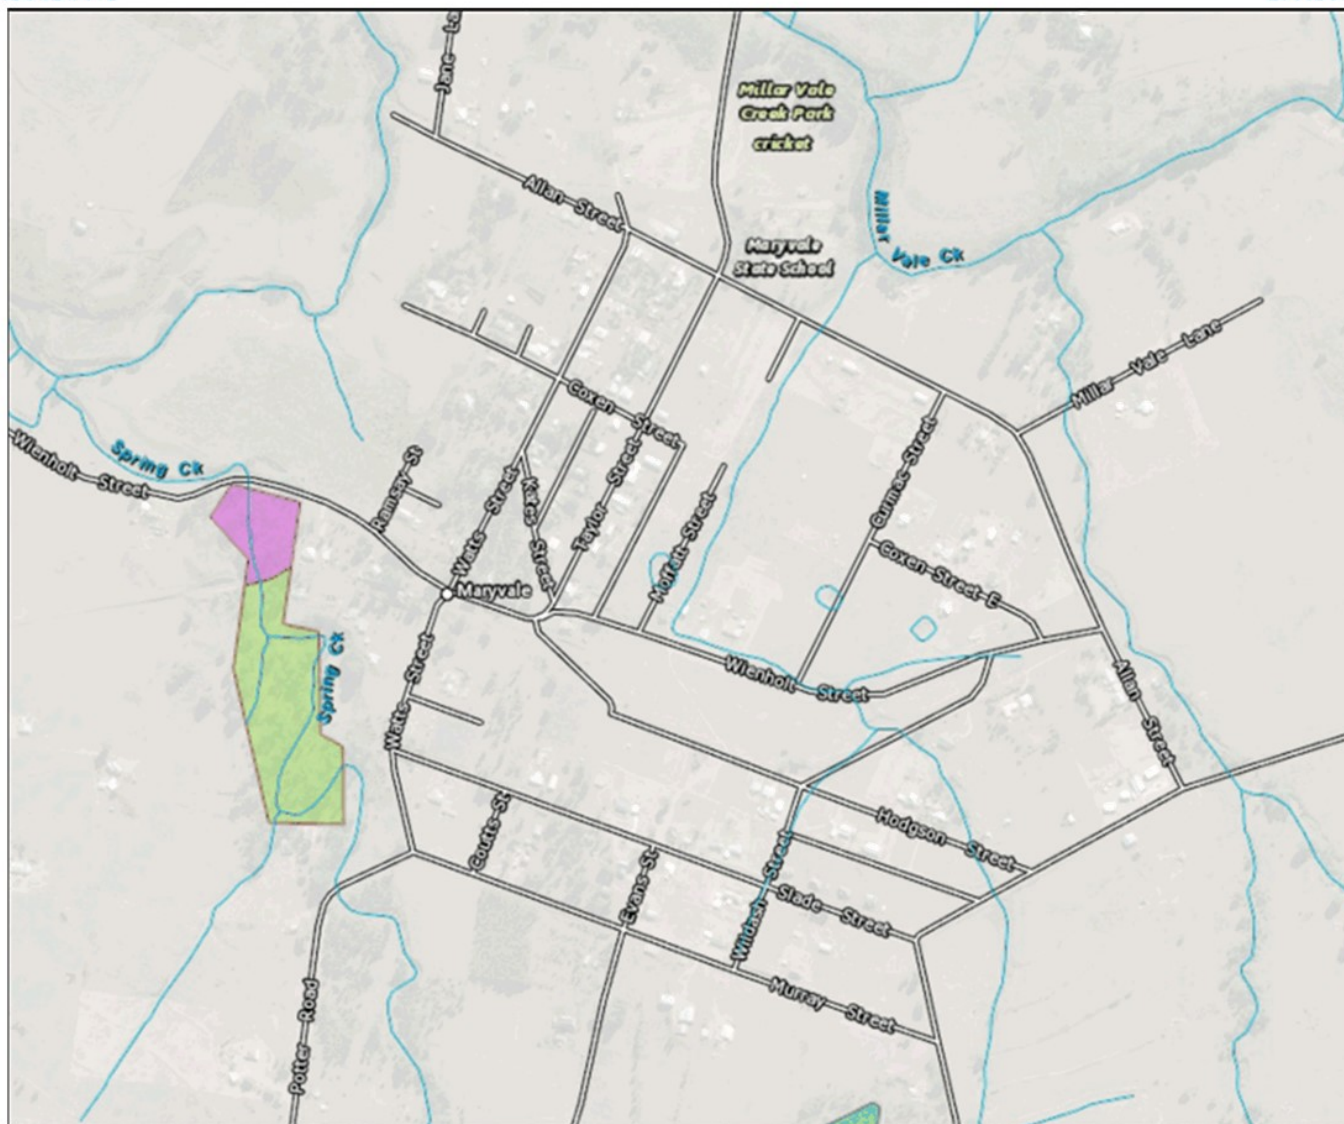 Jane La
Millar Vale
Creek Park
cricket
Allan Street
Millar
Vale Ck
Maryvale
State School
Millar Vale Lane
Coxen Street
Wienholt Street
Spring Ck
Ramsay St
Watts Street
Kates Street
Taylor Street
Moffatt Street
Curmac Street
Coxen Street E
Maryvale
Spring Ck
Watts Street
Wienholt Street
Allan Street
Coutts St
Evans St
Wildash Street
Hodgson Street
Slade Street
Murray Street
Potter Road